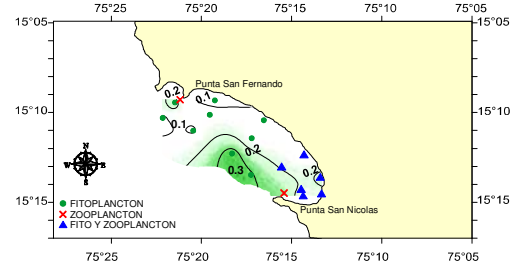 75°25 75°20 75°15 75°10 75°05
15°05 15°05
Punta San Fernando
0.2 0.1
15°10 15°10
0.1
N
0.2
W E
0.3 0.2
S
15°15 15°15
FITOPLANCTON
ZOOPLANCTON
Punta San Nicolas
FITO Y ZOOPLANCTON
75°25 75°20 75°15 75°10 75°05